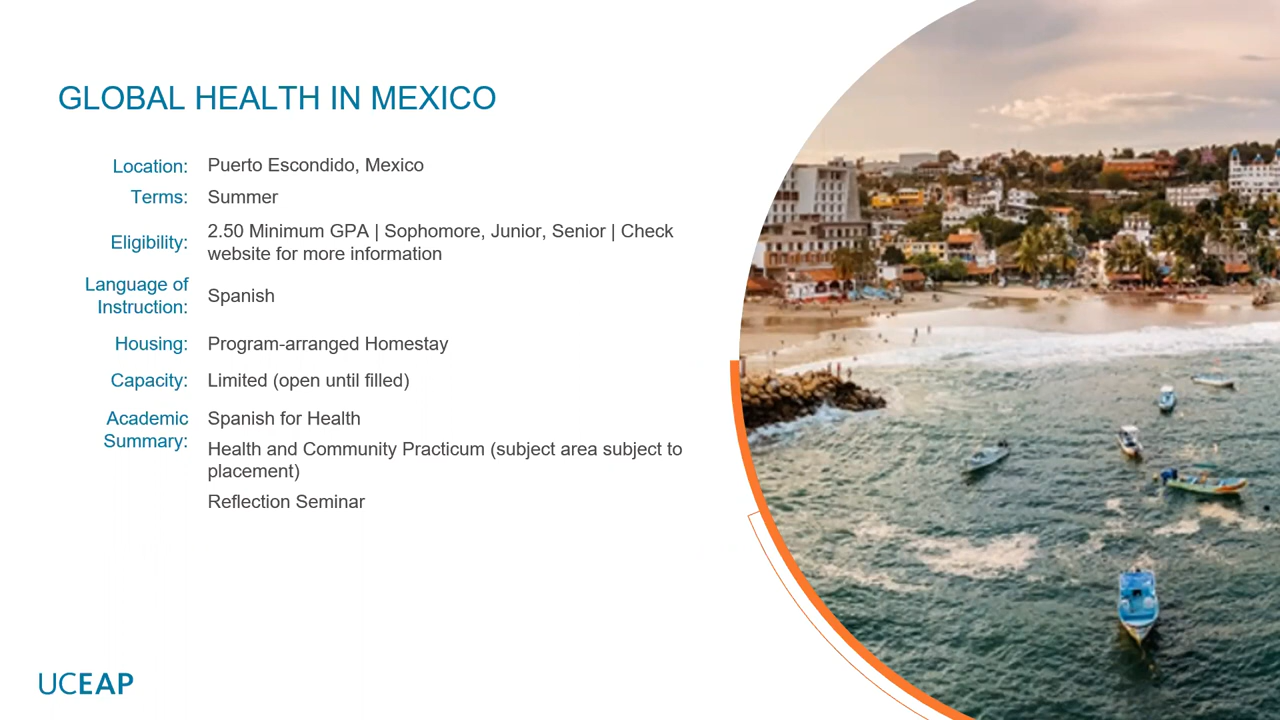 GLOBAL HEALTH IN MEXICO
Location: Puerto Escondido, Mexico
Terms: Summer
Eligibility: 2.50 Minimum GPA | Sophomore, Junior, Senior | Check
website for more information
Language of
Instruction: Spanish
Housing: Program-arranged Homestay
Capacity: Limited (open until filled)
Academic
Summary:
Spanish for Health
Health and Community Practicum (subject area subject to
placement)
Reflection Seminar
UCEAP